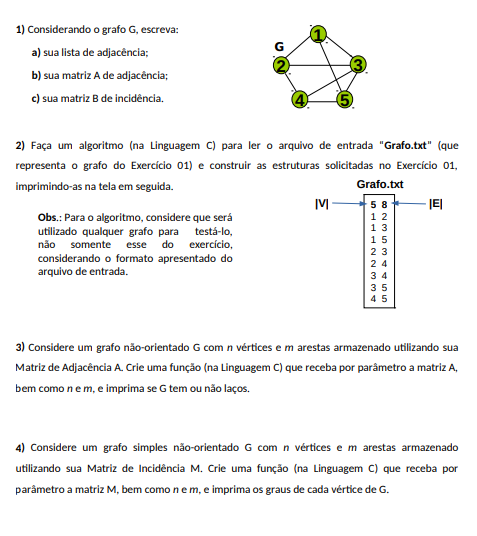 1) Considerando o grafo G, escreva:
a) sua lista de adjacência;
b) sua matriz A de adjacência;
c) sua matriz B de incidência.
G
1
2
3
4
5
2) Faça um algoritmo (na Linguagem C) para ler o arquivo de entrada "Grafo.txt" (que
representa o grafo do Exercício 01) e construir as estruturas solicitadas no Exercício 01,
imprimindo-as na tela em seguida.
Grafo.txt
Obs.: Para o algoritmo, considere que será
utilizado qualquer grafo para testá-lo,
não somente esse do exercício,
considerando o formato apresentado do
arquivo de entrada.
|V|
5 8
|E|
1 2
1 3
1 5
2 3
2 4
3 4
3 5
4 5
3) Considere um grafo não-orientado G com n vértices e m arestas armazenado utilizando sua
Matriz de Adjacência A. Crie uma função (na Linguagem C) que receba por parâmetro a matriz A,
bem como n e m, e imprima se G tem ou não laços.
4) Considere um grafo simples não-orientado G com n vértices e m arestas armazenado
utilizando sua Matriz de Incidência M. Crie uma função (na Linguagem C) que receba por
parâmetro a matriz M, bem como n e m, e imprima os graus de cada vértice de G.